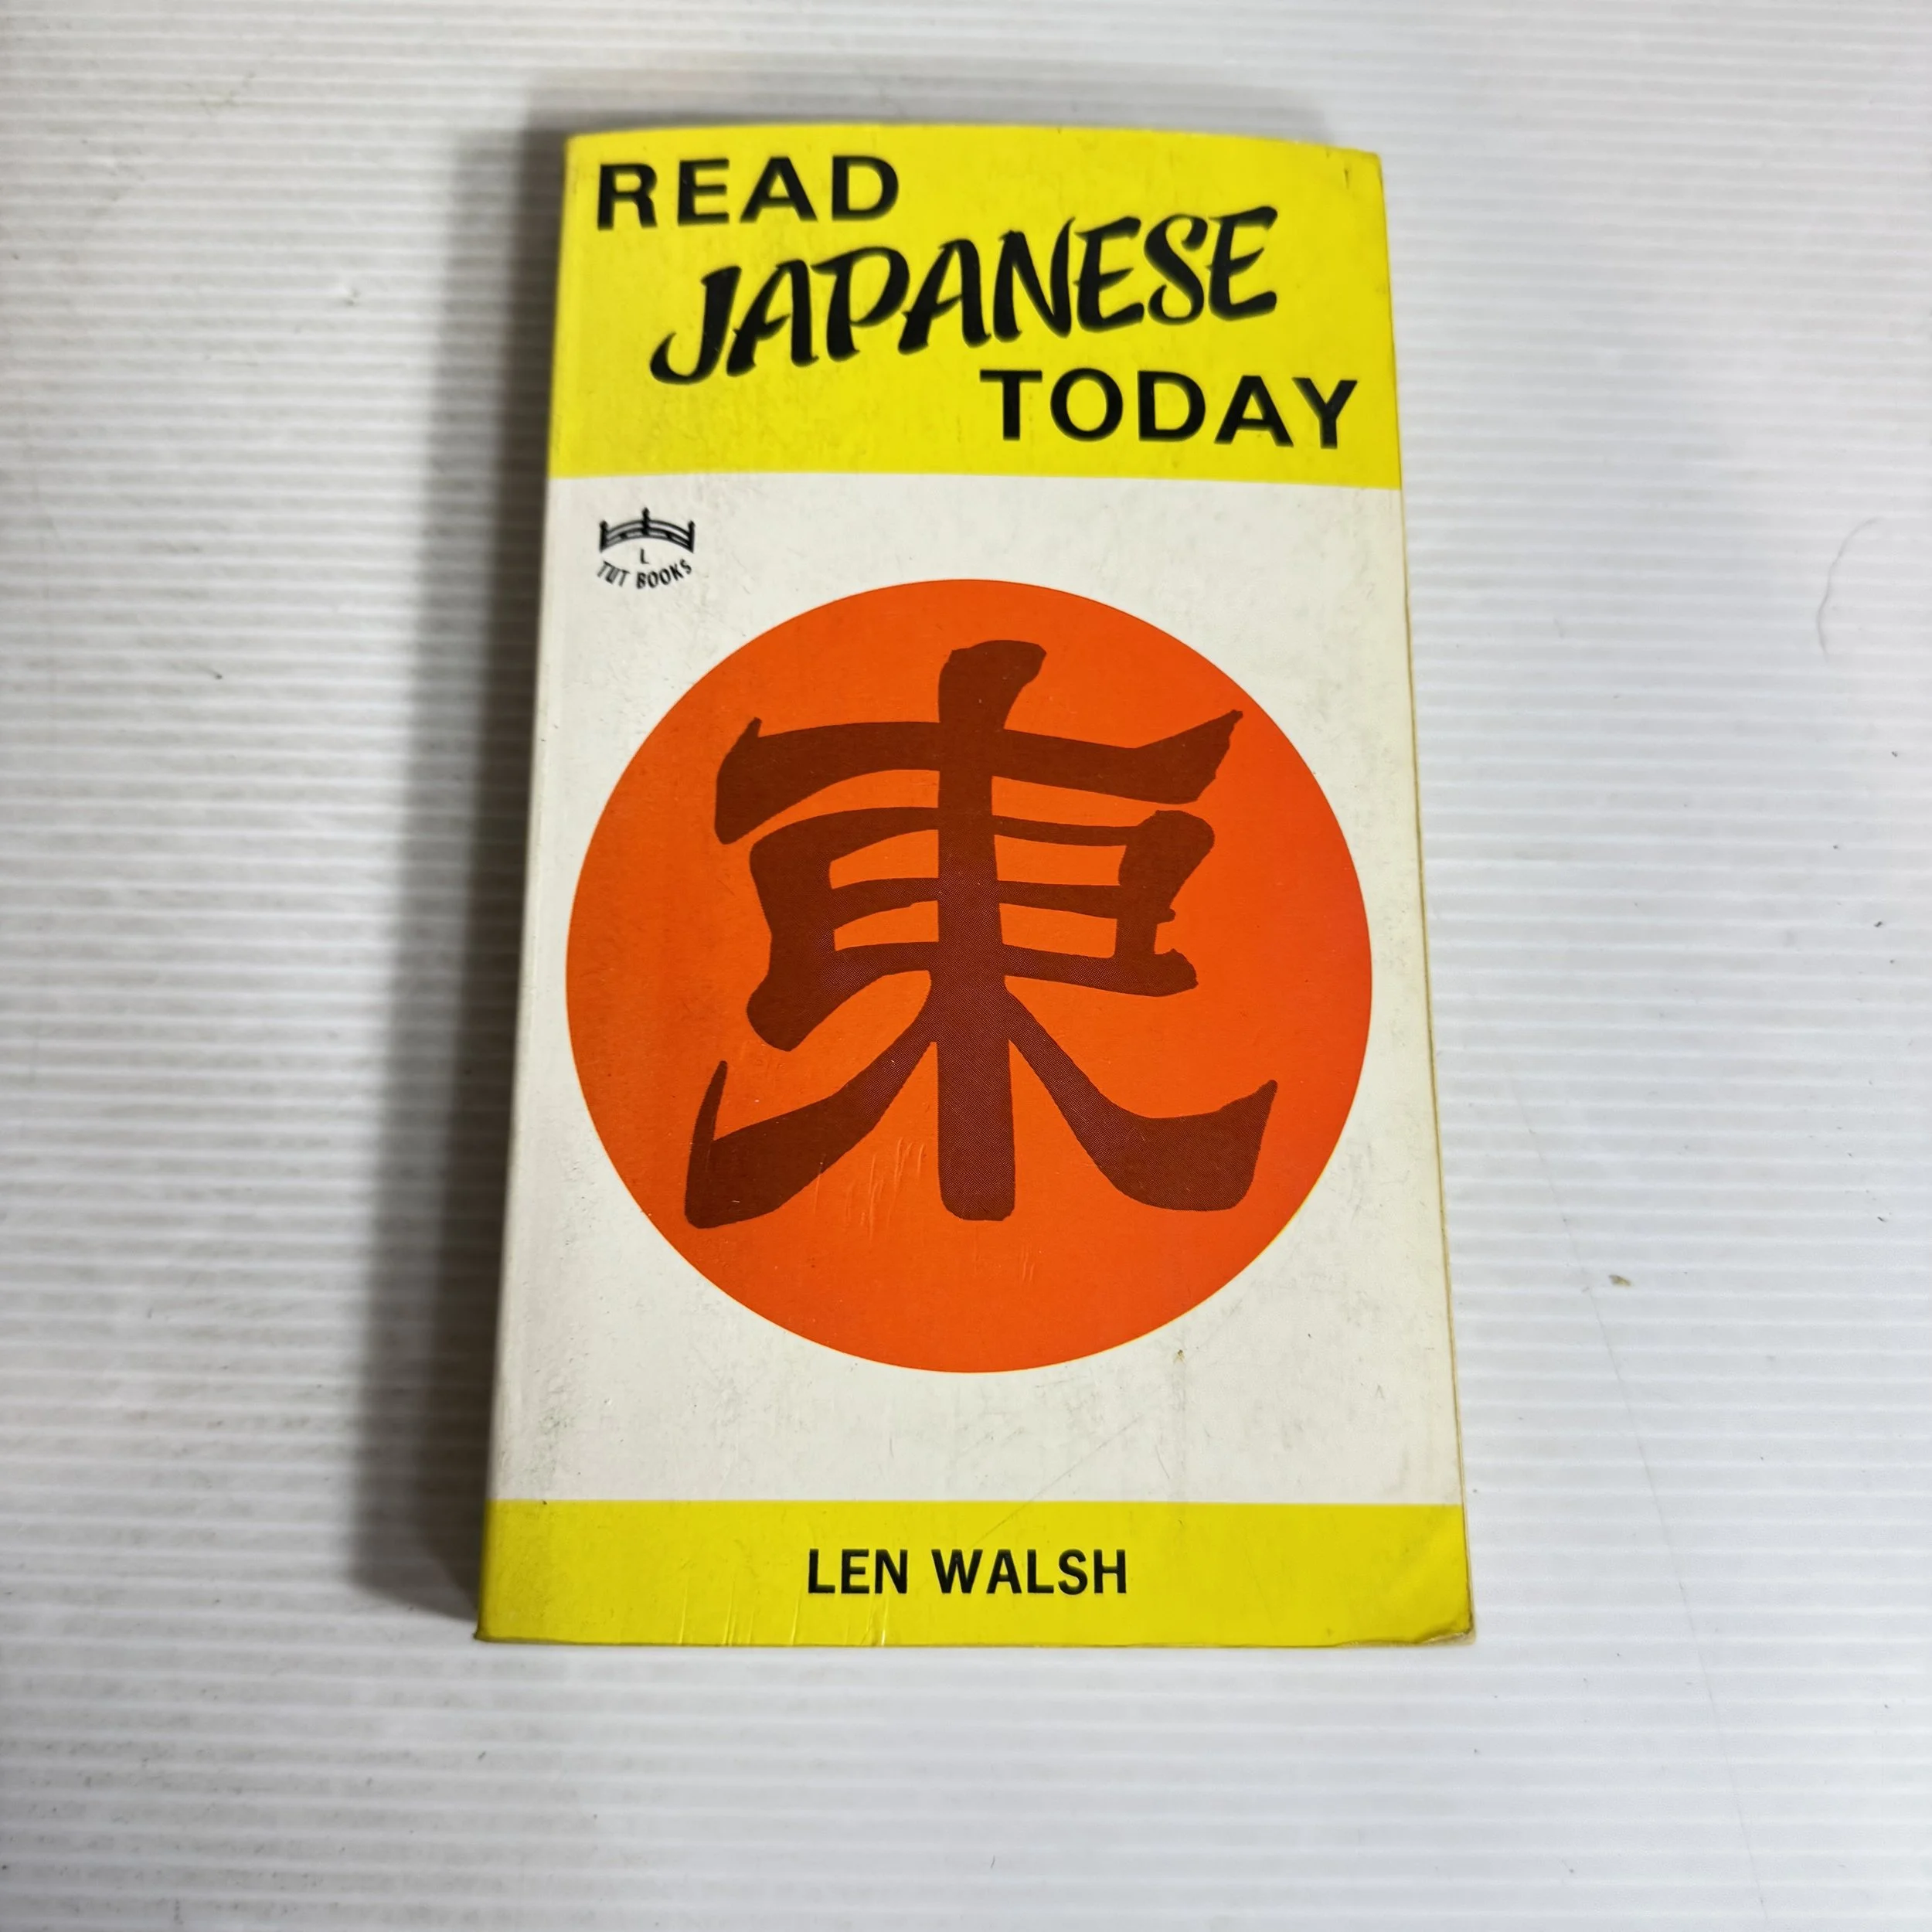 READ
JAPANESE
TODAY
L
TUT BOOKS
東
LEN WALSH